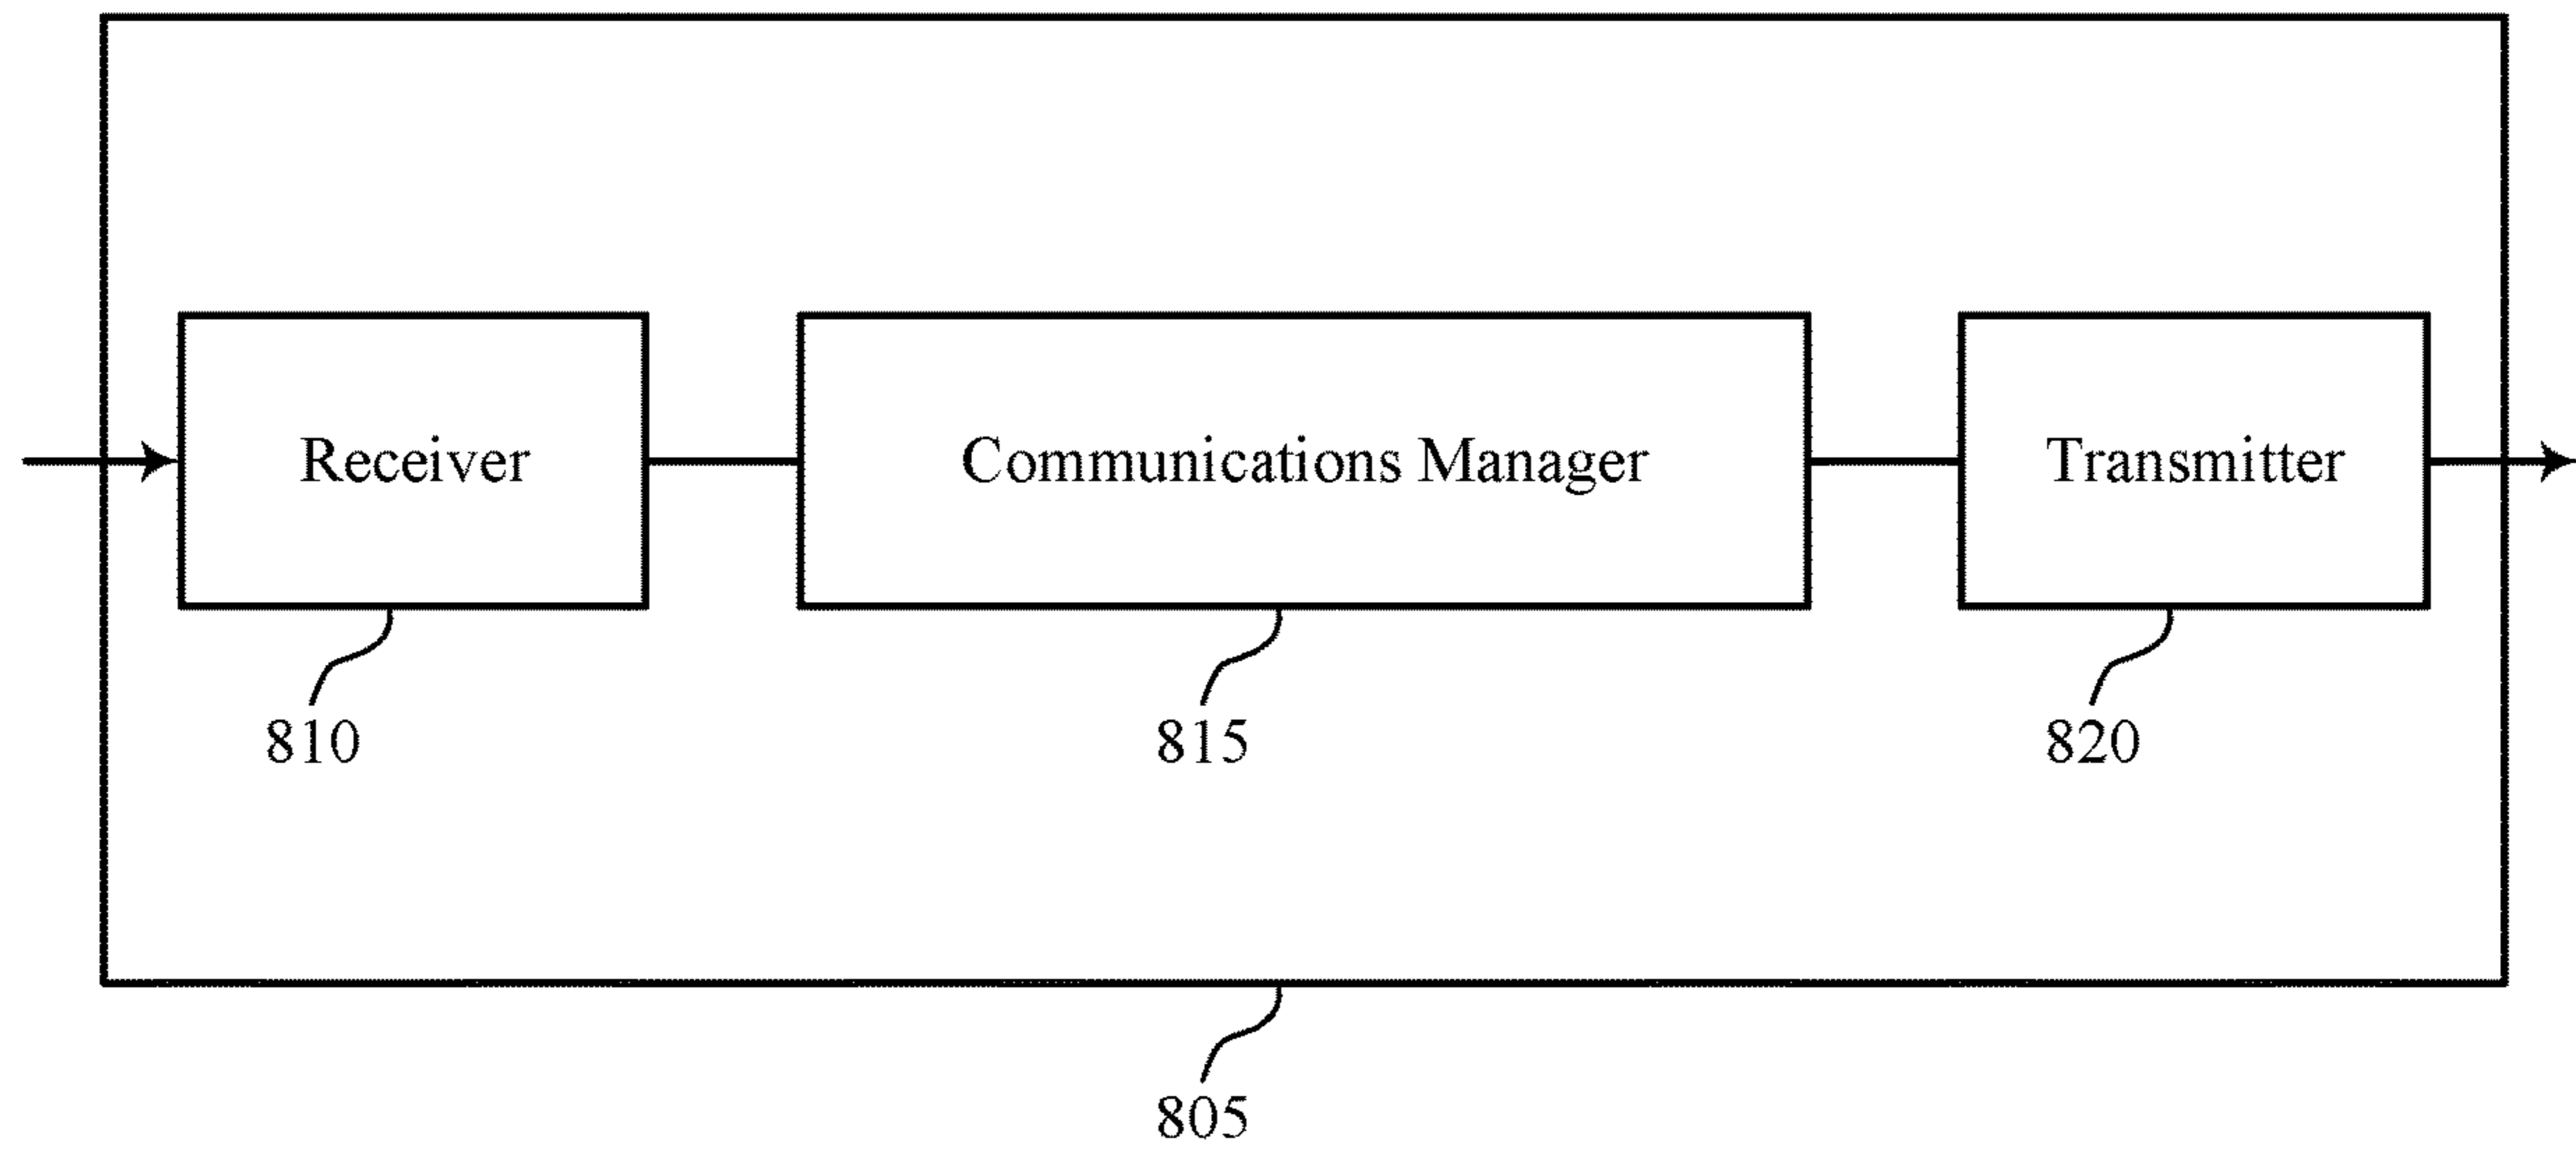 Receiver
Communications Manager
Transmitter
810
815
820
805